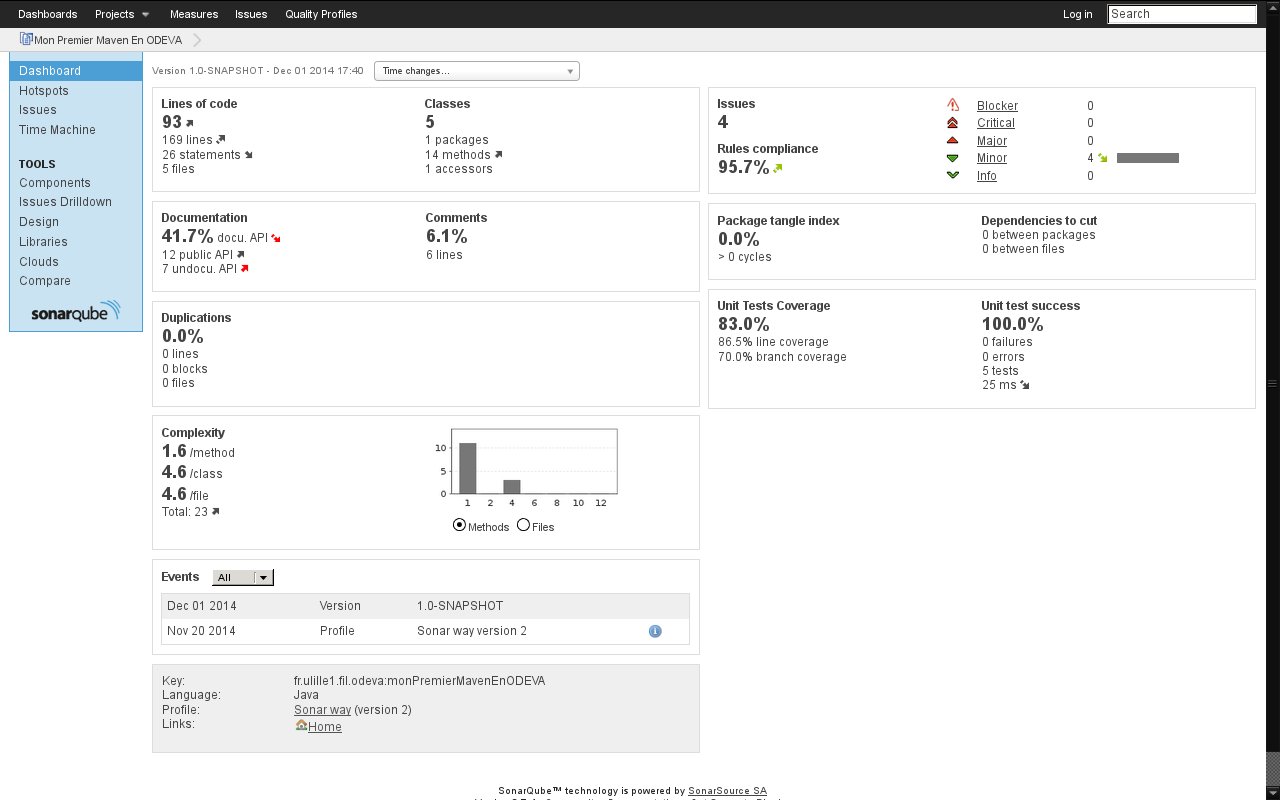 Dashboards Projects Measures Issues Quality Profiles Log in Search
Mon Premier Maven En ODEVA
Dashboard
Hotspots
Issues
Time Machine
TOOLS
Components
Issues Drilldown
Design
Libraries
Clouds
Compare
sonarqube
Version 1.0-SNAPSHOT - Dec 01 2014 17:40 Time changes...
Lines of code
93
169 lines
26 statements
5 files
Classes
5
1 packages
14 methods
1 accessors
Documentation
41.7% docu. API
12 public API
7 undocu. API
Comments
6.1%
6 lines
Duplications
0.0%
0 lines
0 blocks
0 files
Complexity
1.6 /method
4.6 /class
4.6 /file
Total: 23
10
5
0
1 2 4 6 8 10 12
Methods Files
Events All
Dec 01 2014 Version 1.0-SNAPSHOT
Nov 20 2014 Profile Sonar way version 2
Key: fr.ulille1.fil.odeva:monPremierMavenEnODEVA
Language: Java
Profile: Sonar way (version 2)
Links: Home
Issues
4
Rules compliance
95.7%
Blocker 0
Critical 0
Major 0
Minor 4
Info 0
Package tangle index
0.0%
> 0 cycles
Dependencies to cut
0 between packages
0 between files
Unit Tests Coverage
83.0%
86.5% line coverage
70.0% branch coverage
Unit test success
100.0%
0 failures
0 errors
5 tests
25 ms
SonarQube™ technology is powered by SonarSource SA